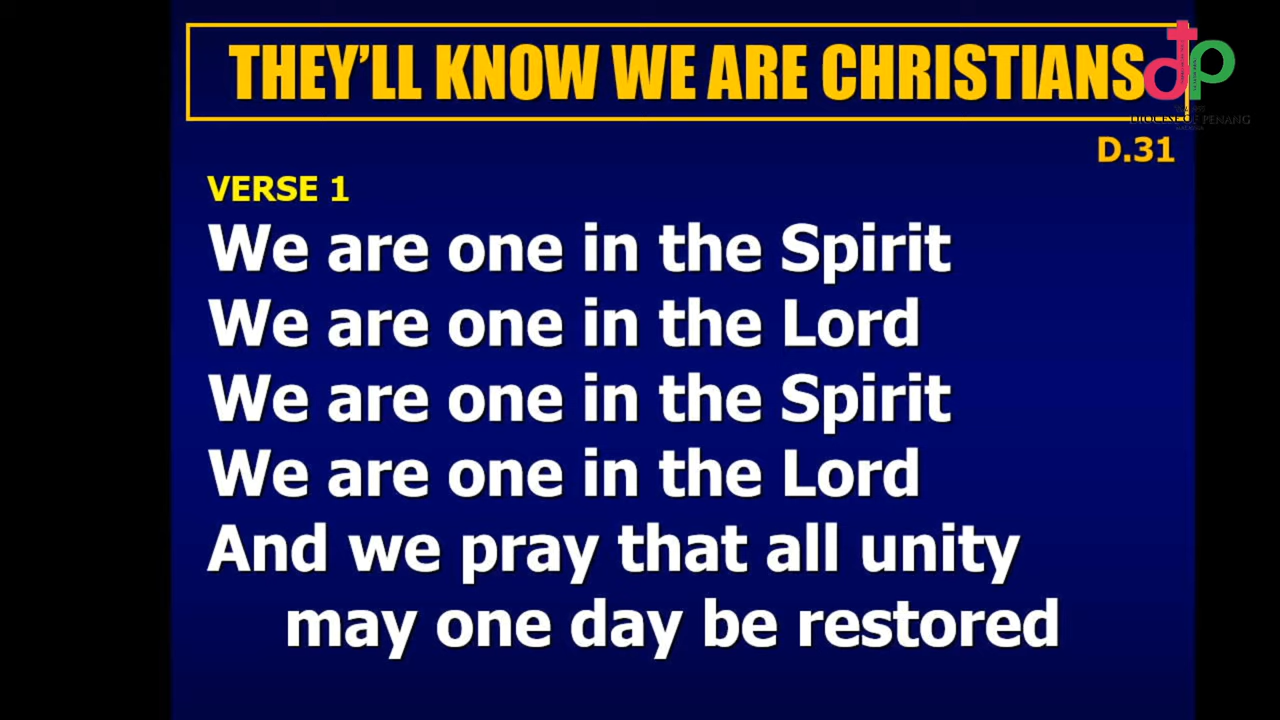 THEY’LL KNOW WE ARE CHRISTIANS
DIOCESE OF PENANG
D.31
VERSE 1
We are one in the Spirit
We are one in the Lord
We are one in the Spirit
We are one in the Lord
And we pray that all unity
may one day be restored